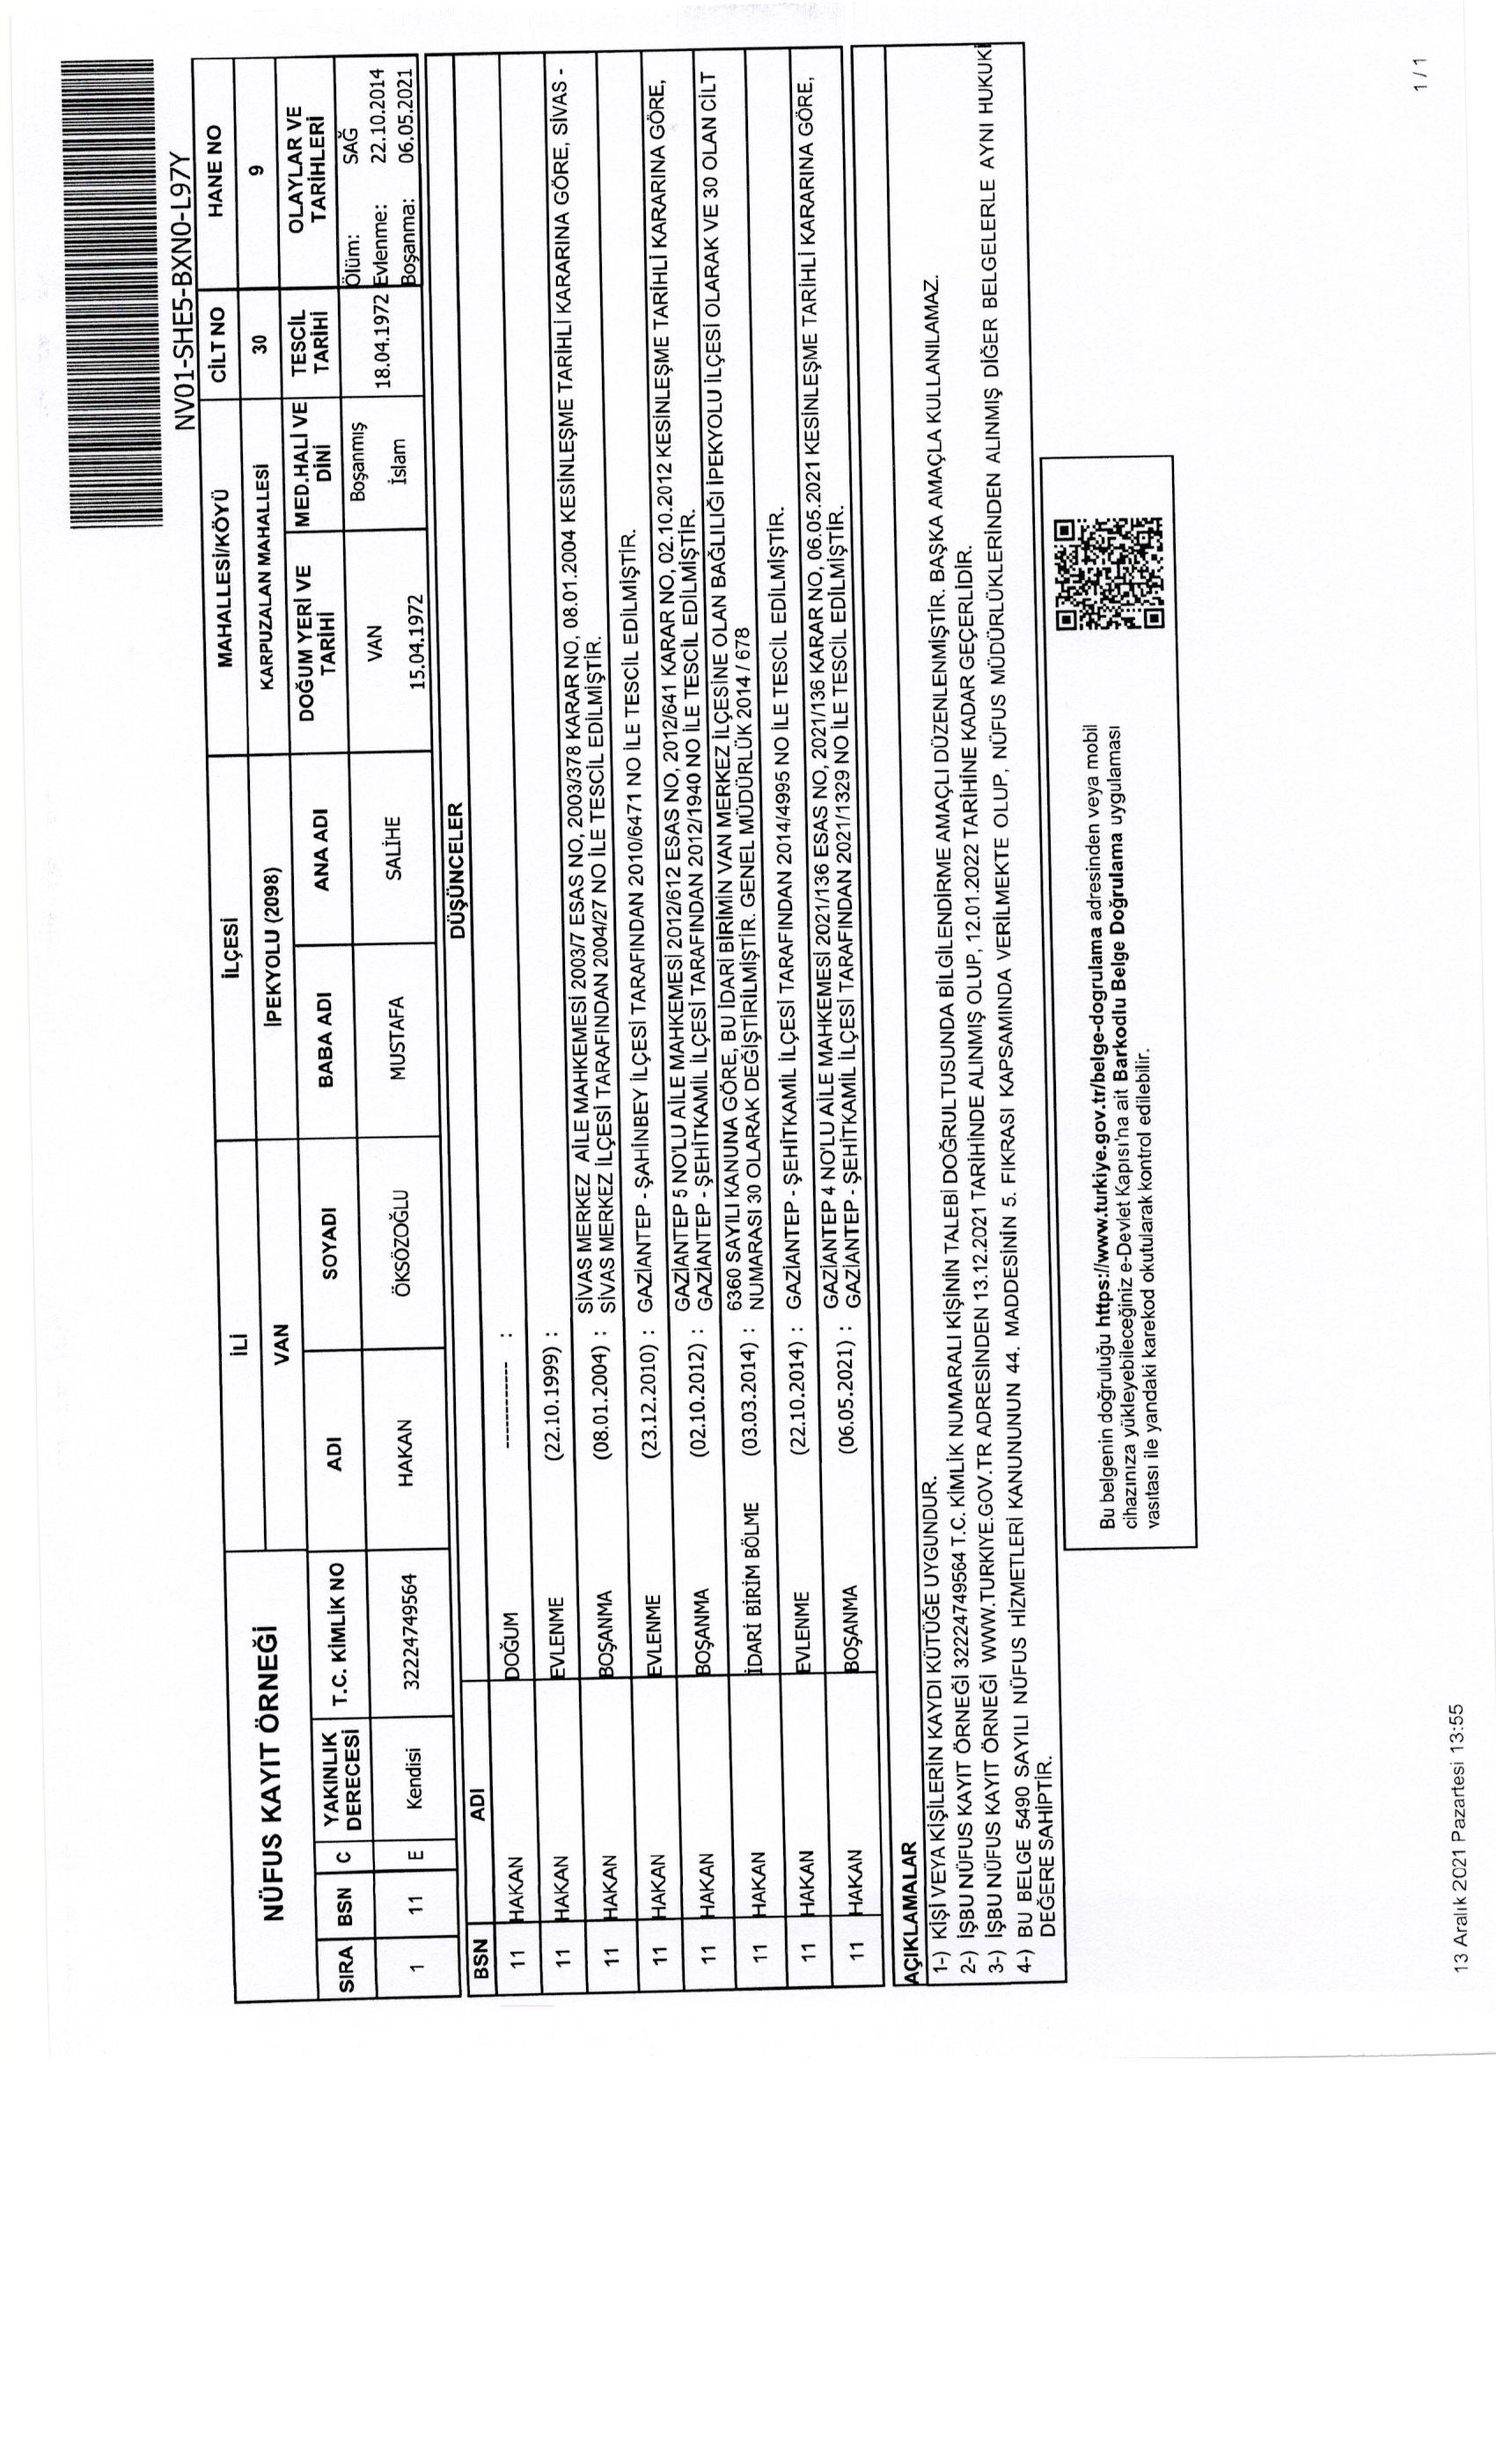 NV01-SHE5-BXN0-L97Y
NÜFUS KAYIT ÖRNEĞİ
İLİ İLÇESİ MAHALLESİ/KÖYÜ CİLT NO HANE NO
VAN İPEKYOLU (2098) KARPUZALAN MAHALLESİ 30 9
SIRA BSN C YAKINLIK DERECESİ T.C. KİMLİK NO ADI SOYADI BABA ADI ANA ADI DOĞUM YERİ VE TARİHİ MED.HALİ VE DİNİ TESCİL TARİHİ OLAYLAR VE TARİHLERİ
1 11 E Kendisi 32224749564 HAKAN ÖKSÖZOĞLU MUSTAFA SALİHE VAN 15.04.1972 Boşanmış İslam 18.04.1972 Ölüm: SAĞ
Evlenme: 22.10.2014
Boşanma: 06.05.2021
DÜŞÜNCELER
BSN ADI
11 HAKAN DOĞUM ----------- :
11 HAKAN EVLENME (22.10.1999) :
11 HAKAN BOŞANMA (08.01.2004) : SİVAS MERKEZ AİLE MAHKEMESİ 2003/7 ESAS NO, 2003/378 KARAR NO, 08.01.2004 KESİNLEŞME TARİHLİ KARARINA GÖRE, SİVAS -
SİVAS MERKEZ İLÇESİ TARAFINDAN 2004/27 NO İLE TESCİL EDİLMİŞTİR.
11 HAKAN EVLENME (23.12.2010) : GAZİANTEP - ŞAHİNBEY İLÇESİ TARAFINDAN 2010/6471 NO İLE TESCİL EDİLMİŞTİR.
11 HAKAN BOŞANMA (02.10.2012) : GAZİANTEP 5 NO'LU AİLE MAHKEMESİ 2012/612 ESAS NO, 2012/641 KARAR NO, 02.10.2012 KESİNLEŞME TARİHLİ KARARINA GÖRE,
GAZİANTEP - ŞEHİTKAMİL İLÇESİ TARAFINDAN 2012/1940 NO İLE TESCİL EDİLMİŞTİR.
11 HAKAN İDARİ BİRİM BÖLME (03.03.2014) : 6360 SAYILI KANUNA GÖRE, BU İDARİ BİRİMİN VAN MERKEZ İLÇESİNE OLAN BAĞLILIĞI İPEKYOLU İLÇESİ OLARAK VE 30 OLAN CİLT
NUMARASI 30 OLARAK DEĞİŞTİRİLMİŞTİR. GENEL MÜDÜRLÜK 2014 / 678
11 HAKAN EVLENME (22.10.2014) : GAZİANTEP - ŞEHİTKAMİL İLÇESİ TARAFINDAN 2014/4995 NO İLE TESCİL EDİLMİŞTİR.
11 HAKAN BOŞANMA (06.05.2021) : GAZİANTEP 4 NO'LU AİLE MAHKEMESİ 2021/136 ESAS NO, 2021/136 KARAR NO, 06.05.2021 KESİNLEŞME TARİHLİ KARARINA GÖRE,
GAZİANTEP - ŞEHİTKAMİL İLÇESİ TARAFINDAN 2021/1329 NO İLE TESCİL EDİLMİŞTİR.
AÇIKLAMALAR
1-) KİŞİ VEYA KİŞİLERİN KAYDI KÜTÜĞE UYGUNDUR.
2-) İŞBU NÜFUS KAYIT ÖRNEĞİ 32224749564 T.C. KİMLİK NUMARALI KİŞİNİN TALEBİ DOĞRULTUSUNDA BİLGİLENDİRME AMAÇLI DÜZENLENMİŞTİR. BAŞKA AMAÇLA KULLANILAMAZ.
3-) İŞBU NÜFUS KAYIT ÖRNEĞİ WWW.TURKIYE.GOV.TR ADRESİNDEN 13.12.2021 TARİHİNDE ALINMIŞ OLUP, 12.01.2022 TARİHİNE KADAR GEÇERLİDİR.
4-) BU BELGE 5490 SAYILI NÜFUS HİZMETLERİ KANUNUNUN 44. MADDESİNİN 5. FIKRASI KAPSAMINDA VERİLMEKTE OLUP, NÜFUS MÜDÜRLÜKLERİNDEN ALINMIŞ DİĞER BELGELERLE AYNI HUKUKİ
DEĞERE SAHİPTİR.
Bu belgenin doğruluğu https://www.turkiye.gov.tr/belge-dogrulama adresinden veya mobil
cihazınıza yükleyebileceğiniz e-Devlet Kapısı'na ait Barkodlu Belge Doğrulama uygulaması
vasıtası ile yandaki karekod okutularak kontrol edilebilir.
13 Aralık 2021 Pazartesi 13:55
1 / 1